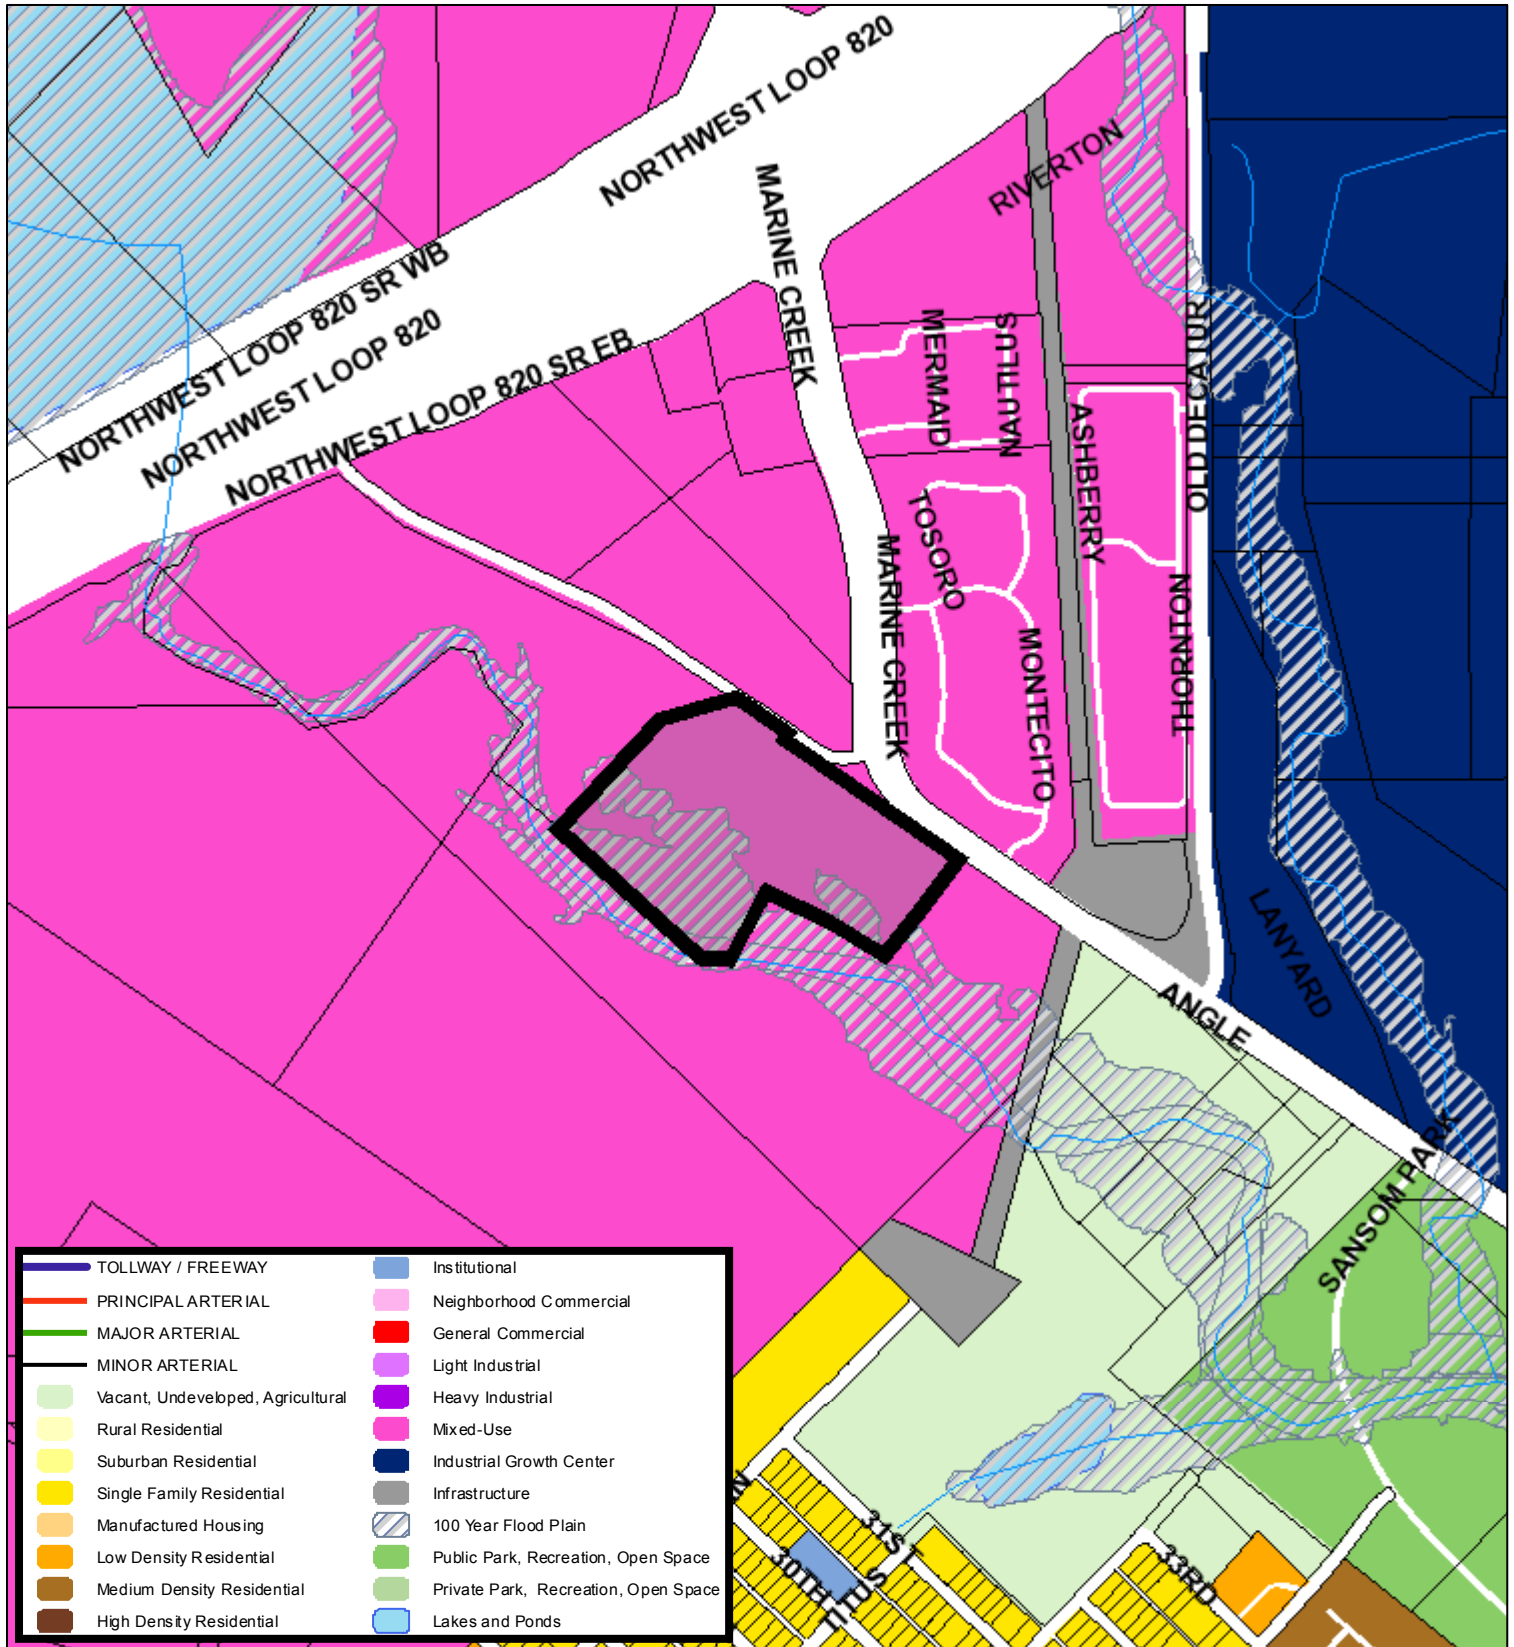 NORTHWEST LOOP 820
MARINE CREEK
RIVERTON
NORTHWEST LOOP 820 SR WB
NORTHWEST LOOP 820
NORTHWEST LOOP 820 SR EB
MERMAID
NAUTILUS
OLD DECATUR
ASHBERRY
TOSORO
MARINE CREEK
THORNTON
MONTECITO
LANYARD
ANGLE
SANSOM PARK
31ST
30TH
33RD
TOLLWAY / FREEWAY
PRINCIPAL ARTERIAL
MAJOR ARTERIAL
MINOR ARTERIAL
Vacant, Undeveloped, Agricultural
Rural Residential
Suburban Residential
Single Family Residential
Manufactured Housing
Low Density Residential
Medium Density Residential
High Density Residential
Institutional
Neighborhood Commercial
General Commercial
Light Industrial
Heavy Industrial
Mixed-Use
Industrial Growth Center
Infrastructure
100 Year Flood Plain
Public Park, Recreation, Open Space
Private Park, Recreation, Open Space
Lakes and Ponds